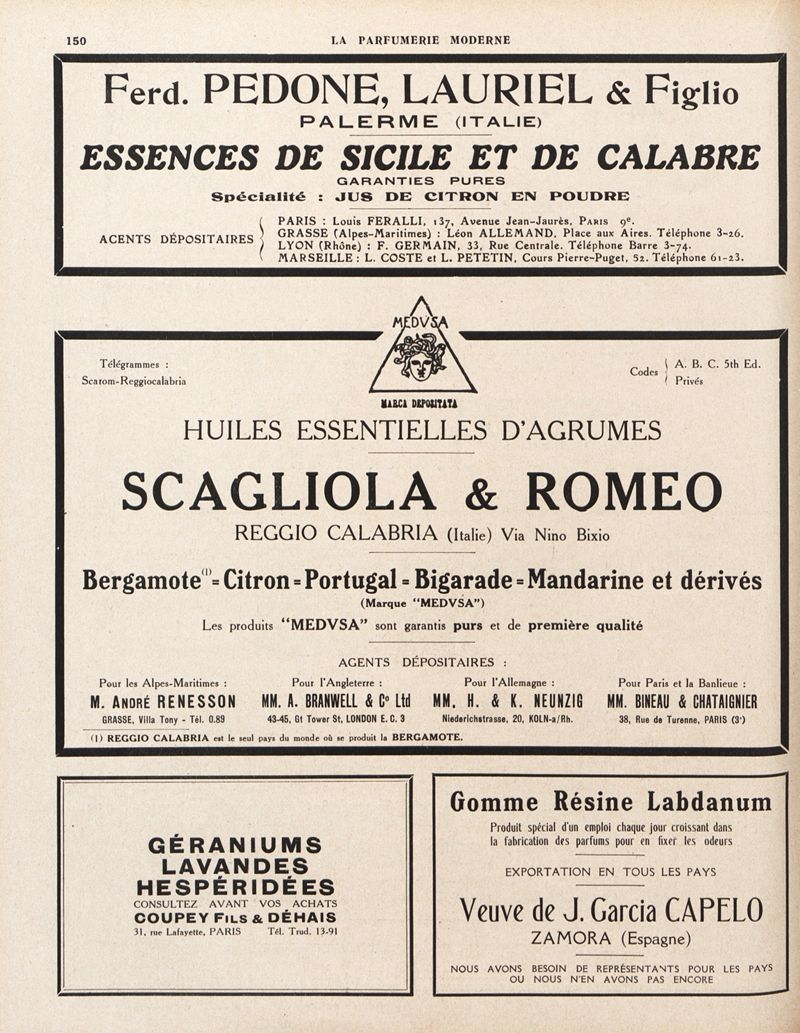 150
LA PARFUMERIE MODERNE
Ferd. PEDONE, LAURIEL & Figlio
PALERME (ITALIE)
ESSENCES DE SICILE ET DE CALABRE
GARANTIES PURES
Spécialité : JUS DE CITRON EN POUDRE
AGENTS DÉPOSITAIRES
PARIS : Louis FERALLI, 137, Avenue Jean-Jaurès, PARIS 9e.
GRASSE (Alpes-Maritimes) : Léon ALLEMAND, Place aux Aires. Téléphone 3-26.
LYON (Rhône) : F. GERMAIN, 33, Rue Centrale. Téléphone Barre 3-74.
MARSEILLE : L. COSTE et L. PETETIN, Cours Pierre-Puget, 52. Téléphone 61-23.
MEDVSA
MARCA DEPOSITATA
Télégrammes :
Scarom-Reggiocalabria
Codes
A. B. C. 5th Ed.
Privés
HUILES ESSENTIELLES D'AGRUMES
SCAGLIOLA & ROMEO
REGGIO CALABRIA (Italie) Via Nino Bixio
Bergamote(1) = Citron = Portugal = Bigarade = Mandarine et dérivés
(Marque "MEDVSA")
Les produits "MEDVSA" sont garantis purs et de première qualité
AGENTS DÉPOSITAIRES :
Pour les Alpes-Maritimes :
M. ANDRÉ RENESSON
GRASSE, Villa Tony - Tél. 0.89
Pour l'Angleterre :
MM. A. BRANWELL & Co Ltd
43-45, Gt Tower St, LONDON E. C. 3
Pour l'Allemagne :
MM. H. & K. NEUNZIG
Niederichstrasse, 20, KOLN-a/Rh.
Pour Paris et la Banlieue :
MM. BINEAU & CHATAIGNIER
38, Rue de Turenne, PARIS (3e)
(1) REGGIO CALABRIA est le seul pays du monde où se produit la BERGAMOTE.
GÉRANIUMS
LAVANDES
HESPÉRIDÉES
CONSULTEZ AVANT VOS ACHATS
COUPEY FILS & DÉHAIS
31, rue Lafayette, PARIS Tél. Trud. 13-91
Gomme Résine Labdanum
Produit spécial d'un emploi chaque jour croissant dans
la fabrication des parfums pour en fixer les odeurs
EXPORTATION EN TOUS LES PAYS
Veuve de J. Garcia CAPELO
ZAMORA (Espagne)
NOUS AVONS BESOIN DE REPRÉSENTANTS POUR LES PAYS
OU NOUS N'EN AVONS PAS ENCORE